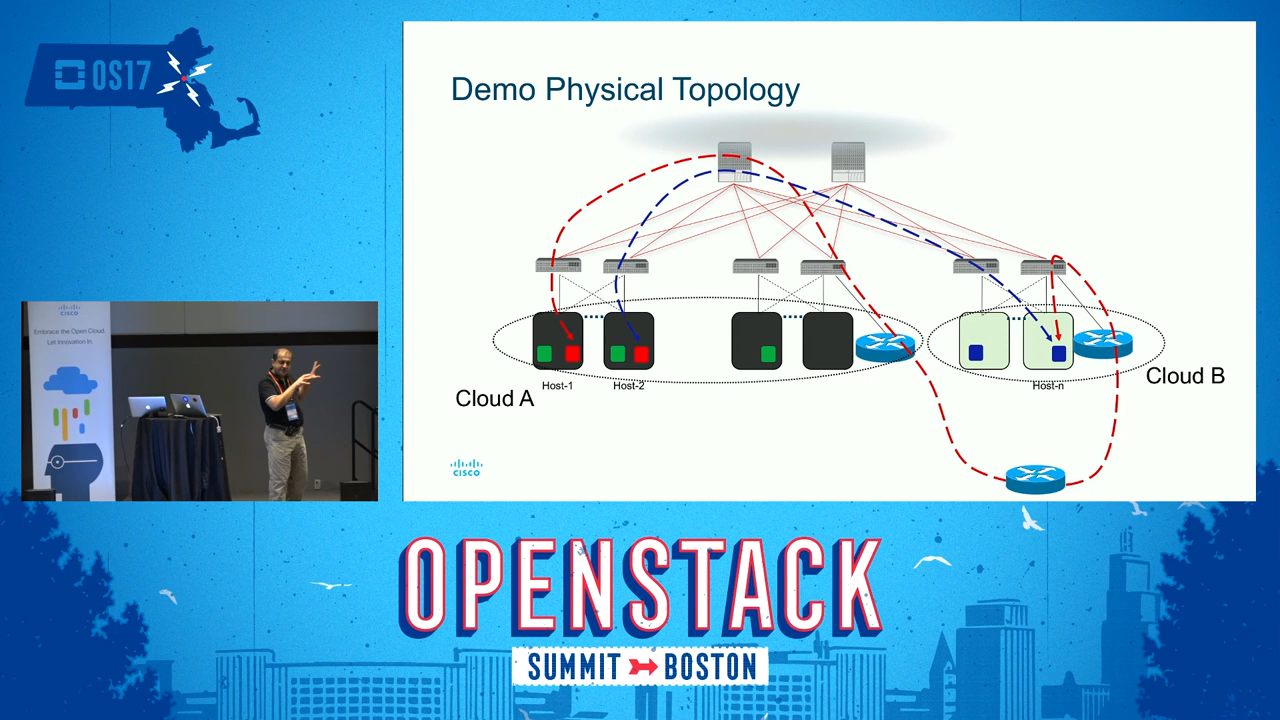 OS17
Demo Physical Topology
Host-1
Host-2
Host-n
Cloud A
Cloud B
CISCO
CISCO
Embrace the Open Cloud.
Let Innovation In.
OPENSTACK
SUMMIT BOSTON